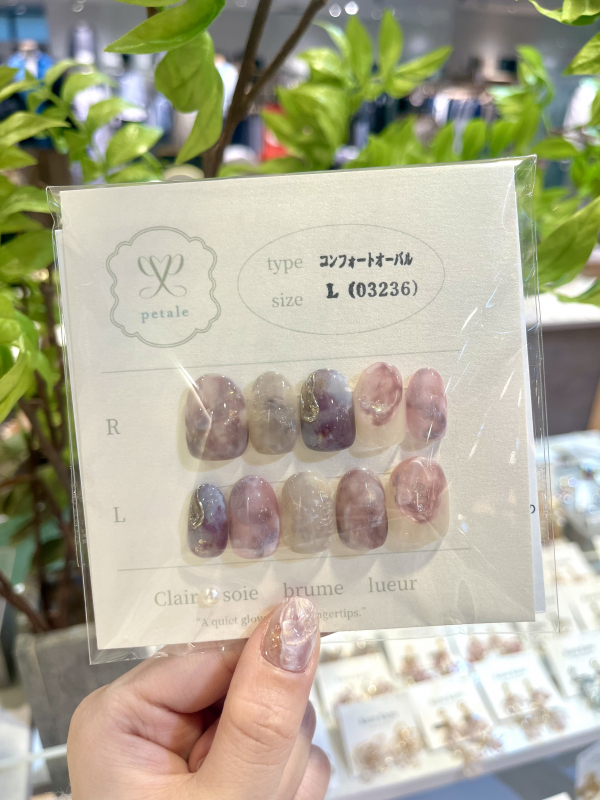 petale
type コンフォートオーバル
size L (03236)
R
L
Clair soie brume lueur
"A quiet glow fingertips."